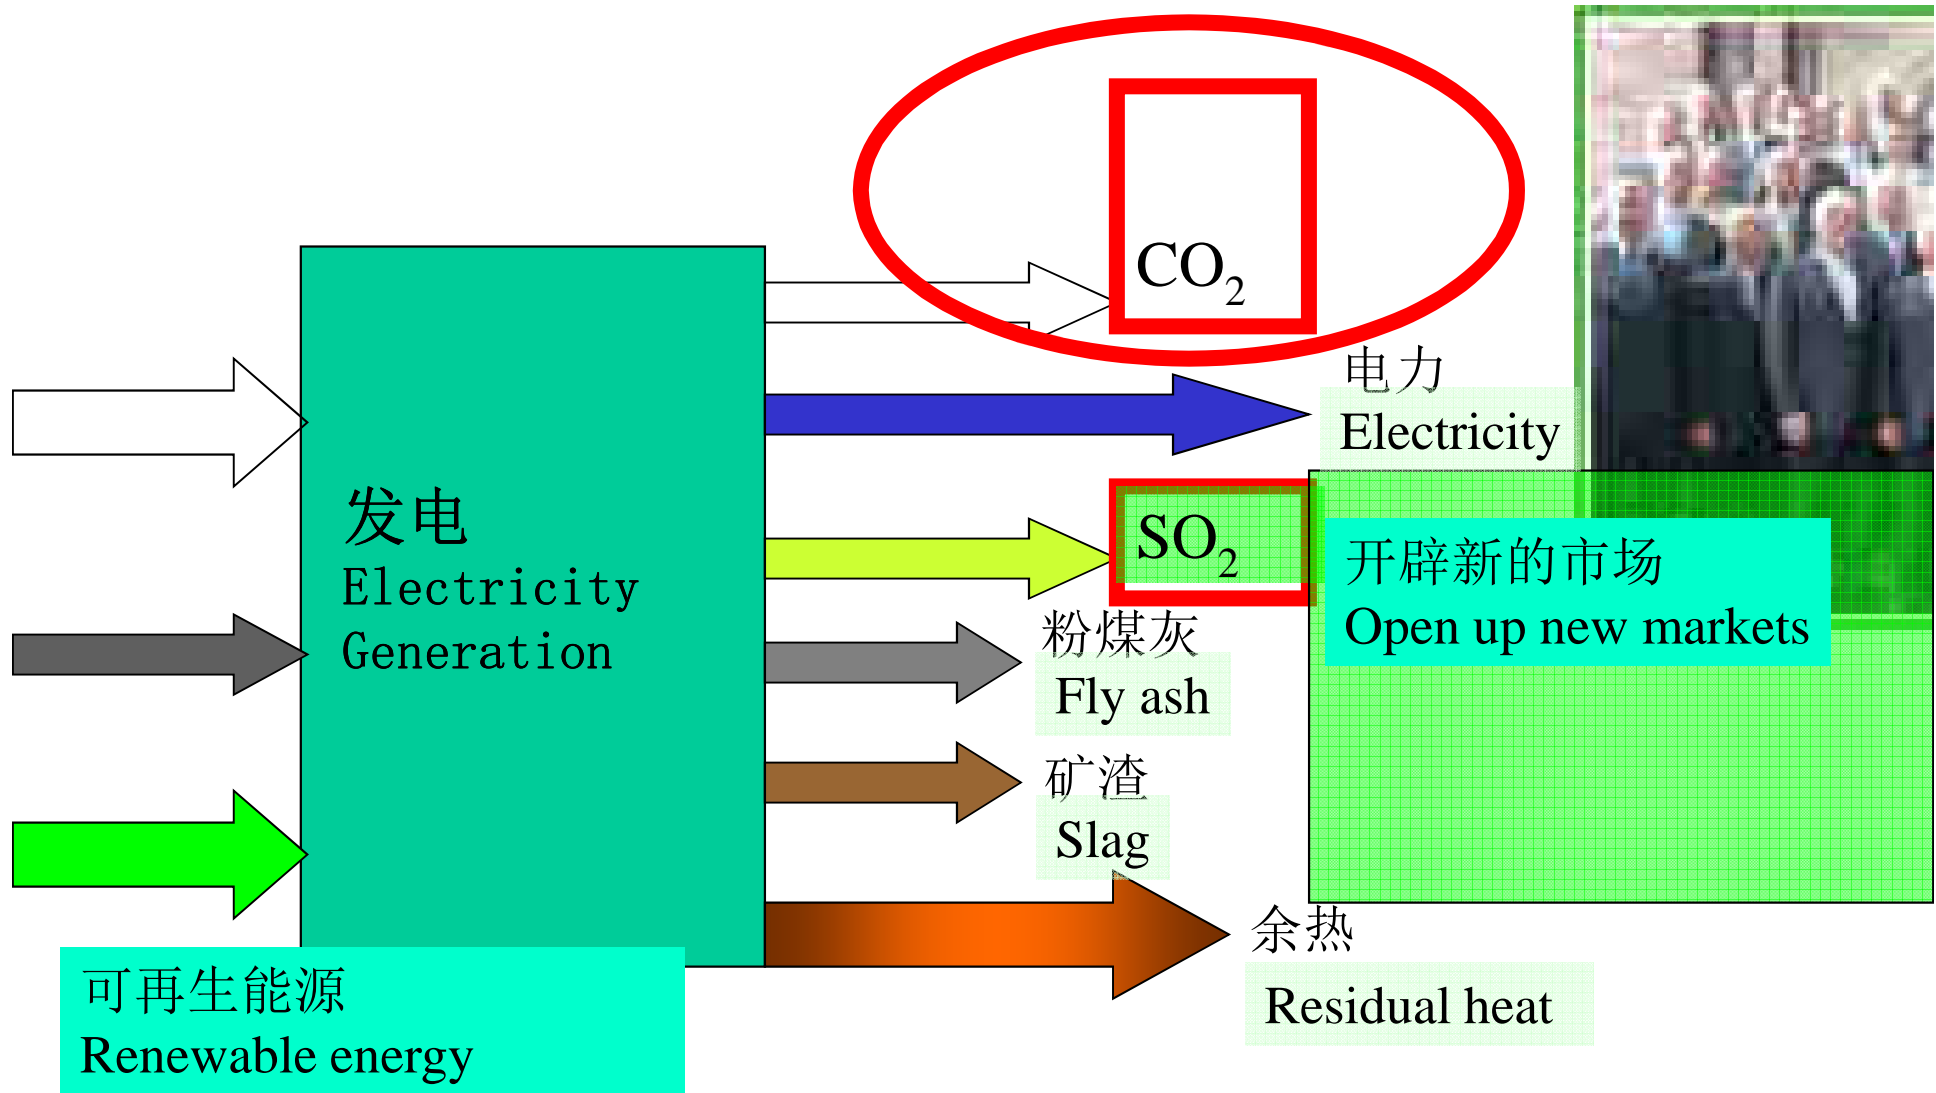 CO₂
电力
Electricity
发电
Electricity
Generation
SO₂
开辟新的市场
Open up new markets
粉煤灰
Fly ash
矿渣
Slag
余热
Residual heat
可再生能源
Renewable energy